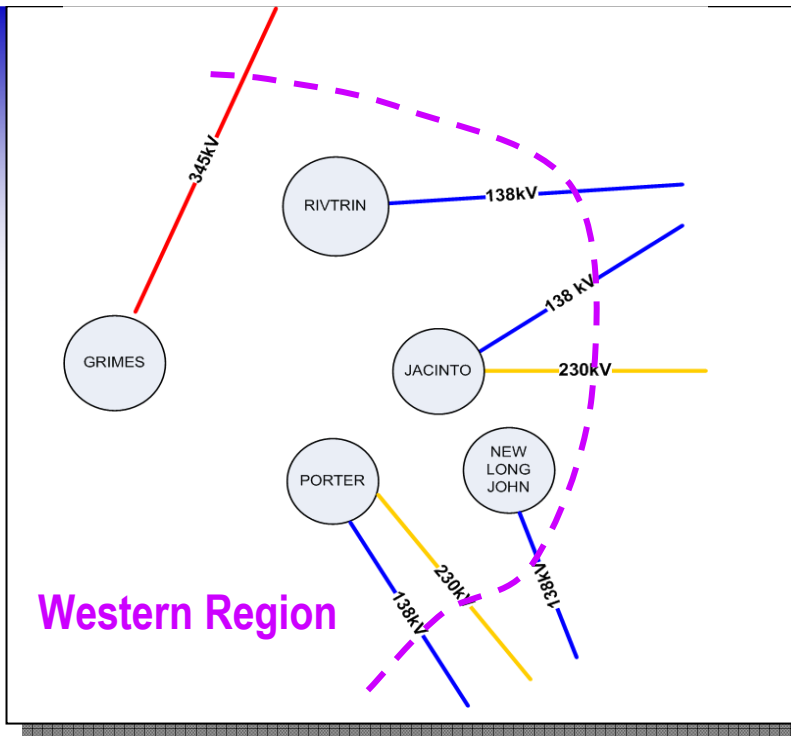 345kV
RIVTRIN
138kV
138 kV
GRIMES
JACINTO
230kV
NEW
LONG
JOHN
PORTER
230kV
138kV
138kV
Western Region